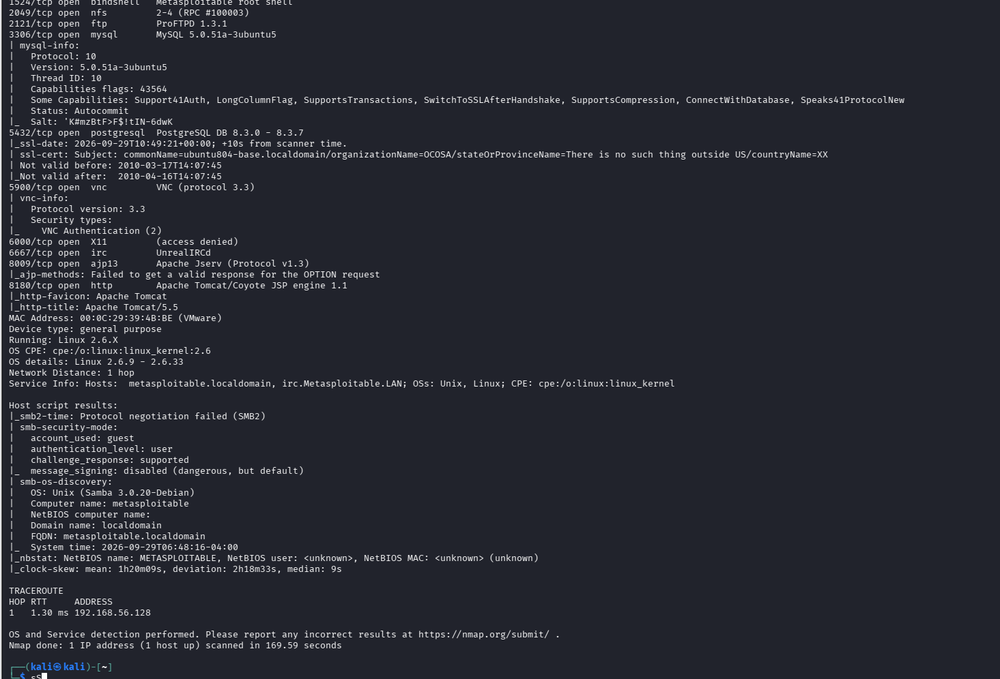 1524/tcp open  bindshell   Metasploitable root shell
2049/tcp open  nfs         2-4 (RPC #100003)
2121/tcp open  ftp         ProFTPD 1.3.1
3306/tcp open  mysql       MySQL 5.0.51a-3ubuntu5
| mysql-info:
|   Protocol: 10
|   Version: 5.0.51a-3ubuntu5
|   Thread ID: 10
|   Capabilities flags: 43564
|   Some Capabilities: Support41Auth, LongColumnFlag, SupportsTransactions, SwitchToSSLAfterHandshake, SupportsCompression, ConnectWithDatabase, Speaks41ProtocolNew
|   Status: Autocommit
|_  Salt: 'K#mzBtF>F$!tIN-6dwK
5432/tcp open  postgresql  PostgreSQL DB 8.3.0 - 8.3.7
|_ssl-date: 2026-09-29T10:49:21+00:00; +10s from scanner time.
| ssl-cert: Subject: commonName=ubuntu804-base.localdomain/organizationName=OCOSA/stateOrProvinceName=There is no such thing outside US/countryName=XX
| Not valid before: 2010-03-17T14:07:45
|_Not valid after:  2010-04-16T14:07:45
5900/tcp open  vnc         VNC (protocol 3.3)
| vnc-info:
|   Protocol version: 3.3
|   Security types:
|_    VNC Authentication (2)
6000/tcp open  X11         (access denied)
6667/tcp open  irc         UnrealIRCd
8009/tcp open  ajp13       Apache Jserv (Protocol v1.3)
|_ajp-methods: Failed to get a valid response for the OPTION request
8180/tcp open  http        Apache Tomcat/Coyote JSP engine 1.1
|_http-favicon: Apache Tomcat
|_http-title: Apache Tomcat/5.5
MAC Address: 00:0C:29:39:4B:BE (VMware)
Device type: general purpose
Running: Linux 2.6.X
OS CPE: cpe:/o:linux:linux_kernel:2.6
OS details: Linux 2.6.9 - 2.6.33
Network Distance: 1 hop
Service Info: Hosts:  metasploitable.localdomain, irc.Metasploitable.LAN; OSs: Unix, Linux; CPE: cpe:/o:linux:linux_kernel

Host script results:
|_smb2-time: Protocol negotiation failed (SMB2)
| smb-security-mode:
|   account_used: guest
|   authentication_level: user
|   challenge_response: supported
|_  message_signing: disabled (dangerous, but default)
| smb-os-discovery:
|   OS: Unix (Samba 3.0.20-Debian)
|   Computer name: metasploitable
|   NetBIOS computer name:
|   Domain name: localdomain
|   FQDN: metasploitable.localdomain
|_  System time: 2026-09-29T06:48:16-04:00
|_nbstat: NetBIOS name: METASPLOITABLE, NetBIOS user: <unknown>, NetBIOS MAC: <unknown> (unknown)
|_clock-skew: mean: 1h20m09s, deviation: 2h18m33s, median: 9s

TRACEROUTE
HOP RTT     ADDRESS
1   1.30 ms 192.168.56.128

OS and Service detection performed. Please report any incorrect results at https://nmap.org/submit/ .
Nmap done: 1 IP address (1 host up) scanned in 169.59 seconds

┌──(kali㉿kali)-[~]
└─$ sS